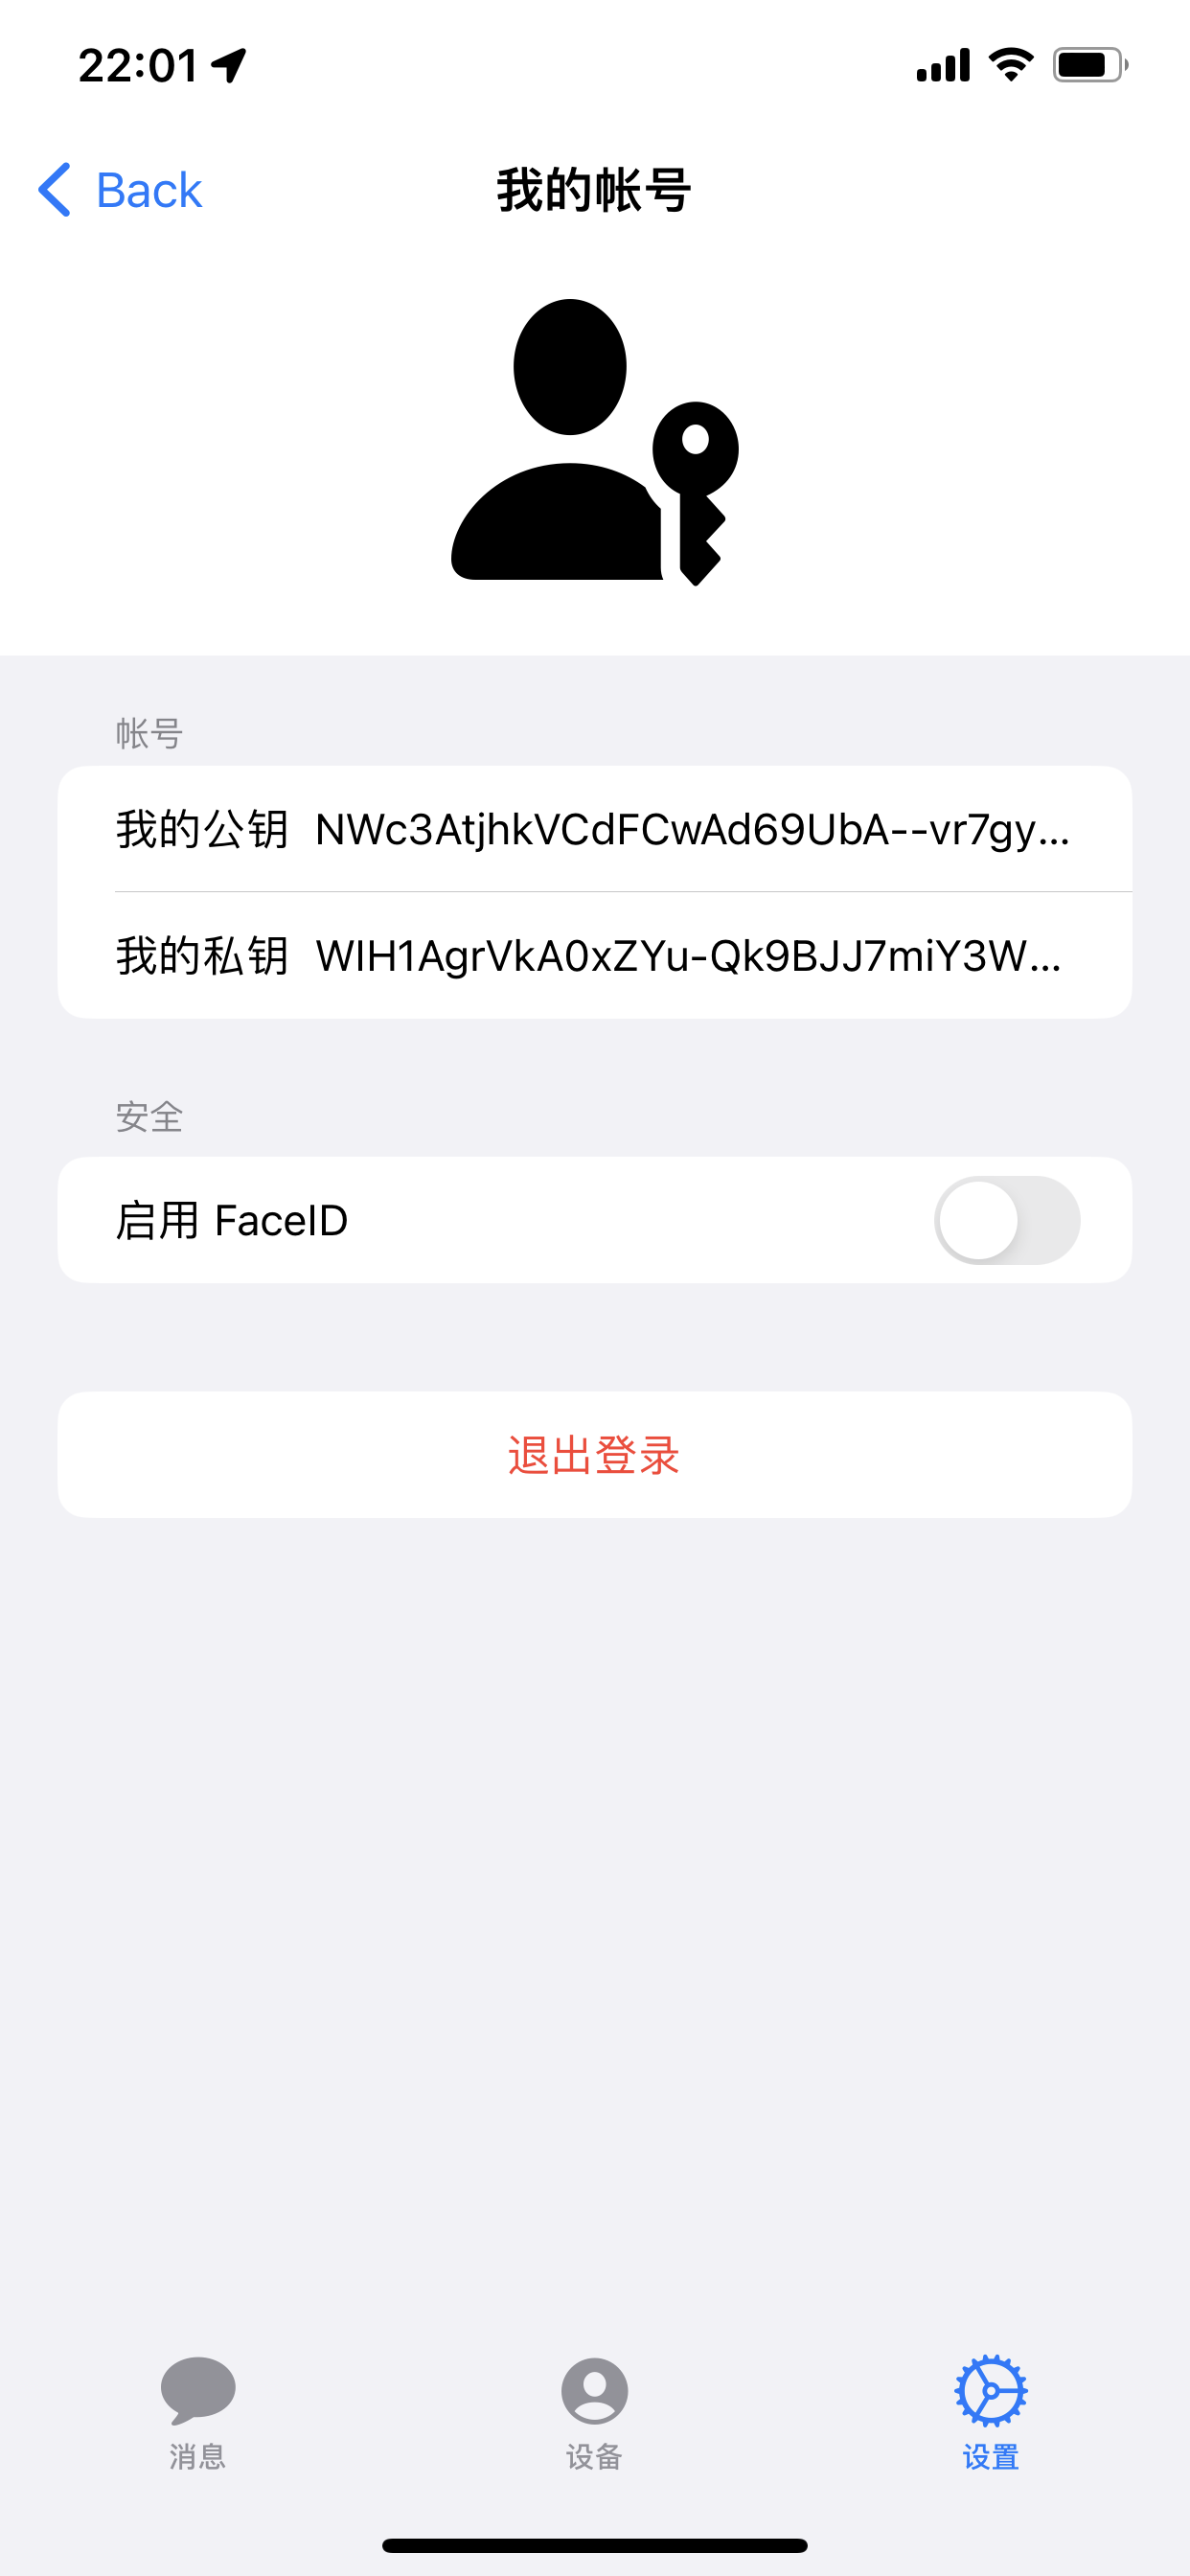 22:01
Back
我的帐号
帐号
我的公钥 NWc3AtjhkVCdFCwAd69UbA--vr7gy...
我的私钥 WIH1AgrVkA0xZYu-Qk9BJJ7miY3W...
安全
启用 FaceID
退出登录
消息
设备
设置